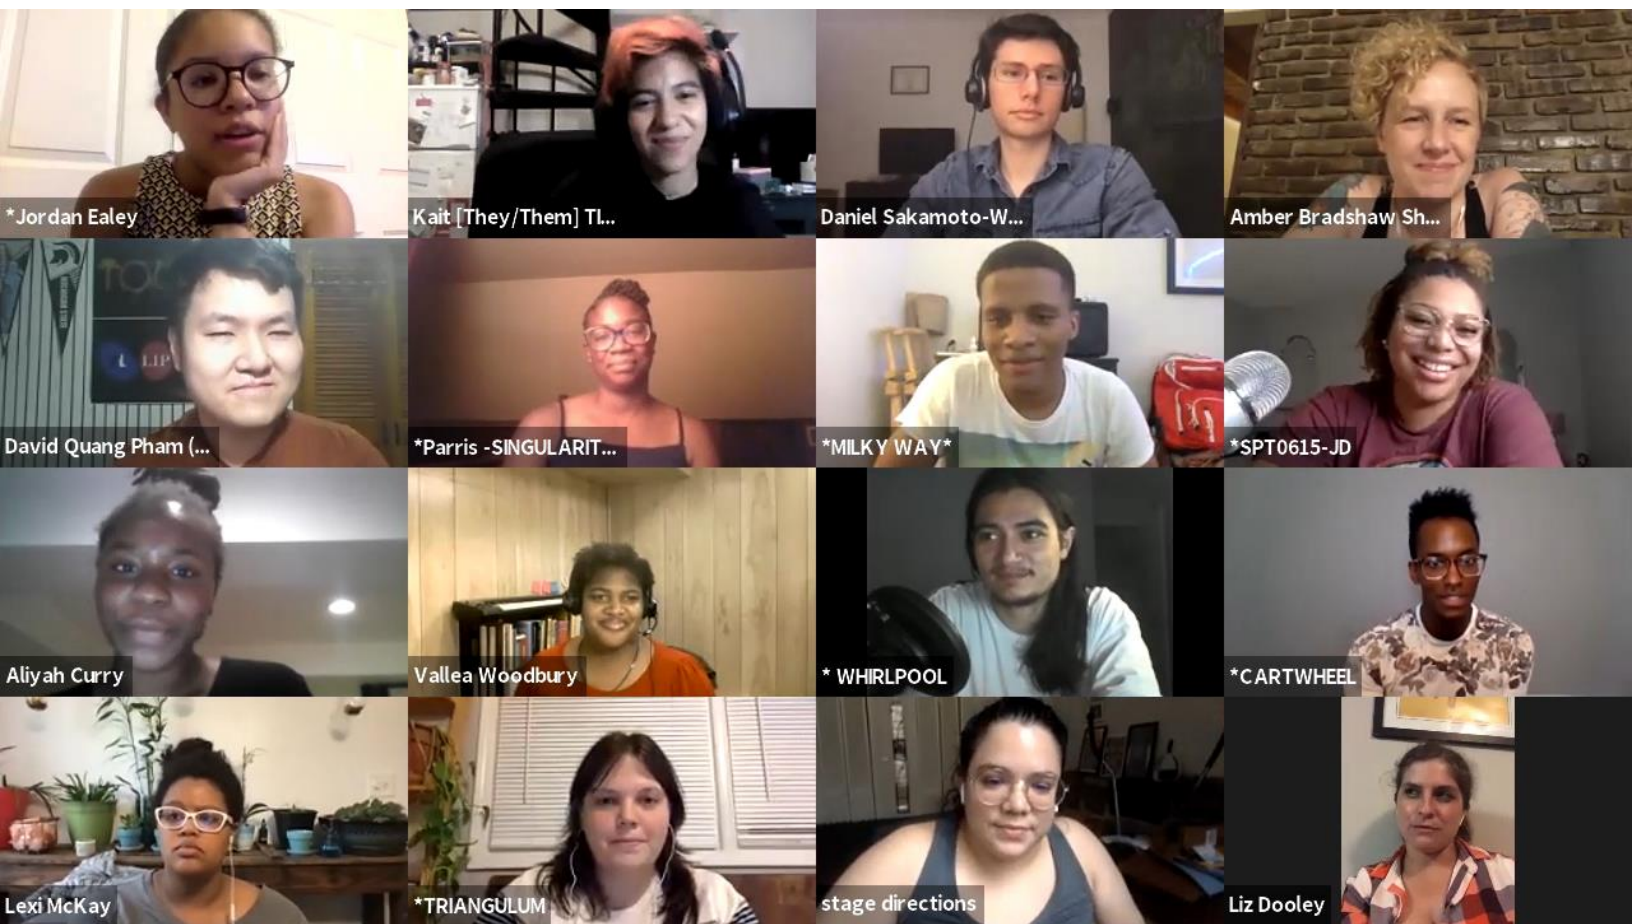 *Jordan Ealey
Kait [They/Them] TI...
Daniel Sakamoto-W...
Amber Bradshaw Sh...
David Quang Pham (...
*Parris -SINGULARIT...
*MILKY WAY*
*SPT0615-JD
Aliyah Curry
Vallea Woodbury
* WHIRLPOOL
*CARTWHEEL
Lexi McKay
*TRIANGULUM
stage directions
Liz Dooley